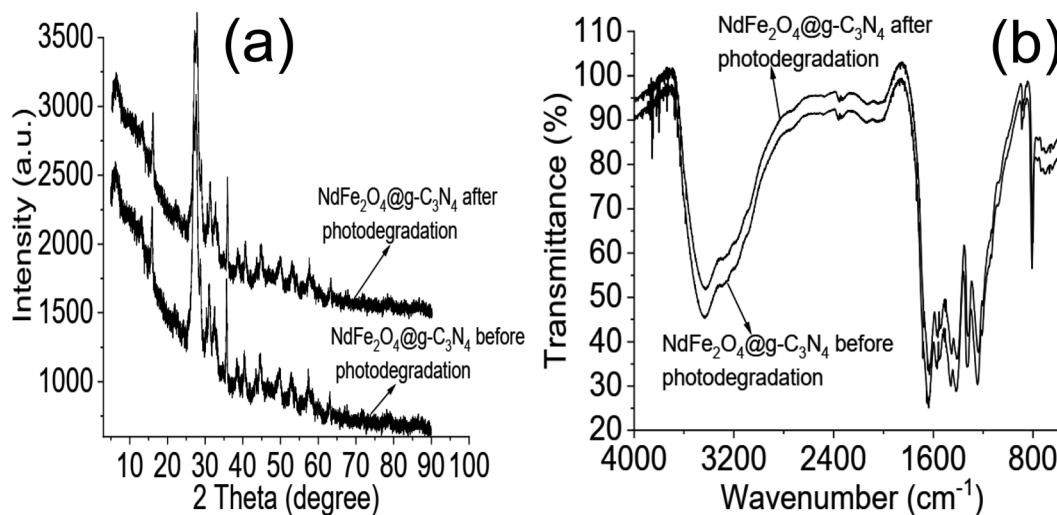 (a)
Intensity (a.u.)
3500
3000
2500
2000
1500
1000
NdFe₂O₄@g-C₃N₄ after
photodegradation
NdFe₂O₄@g-C₃N₄ before
photodegradation
10 20 30 40 50 60 70 80 90 100
2 Theta (degree)
(b)
Transmittance (%)
110
100
90
80
70
60
50
40
30
20
NdFe₂O₄@g-C₃N₄ after
photodegradation
NdFe₂O₄@g-C₃N₄ before
photodegradation
4000 3200 2400 1600 800
Wavenumber (cm⁻¹)